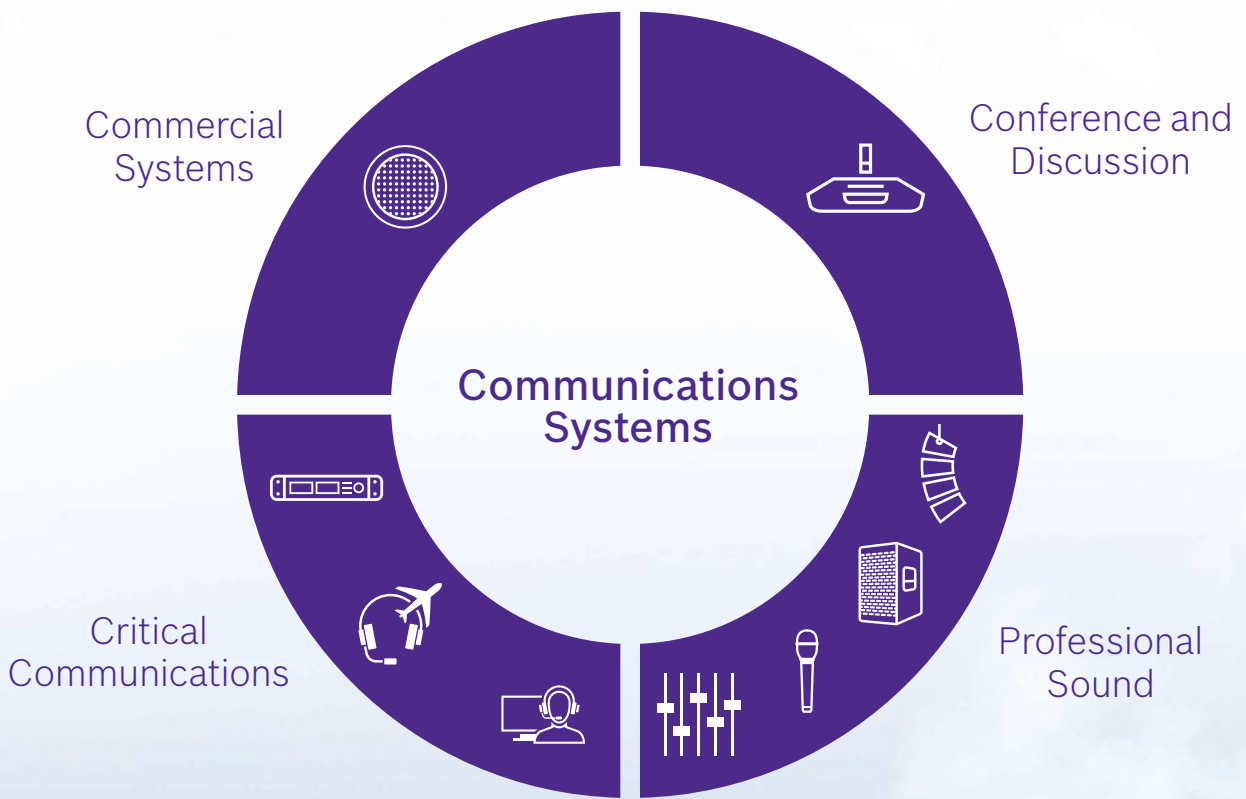 Commercial
Systems
Conference and
Discussion
Communications
Systems
Critical
Communications
Professional
Sound